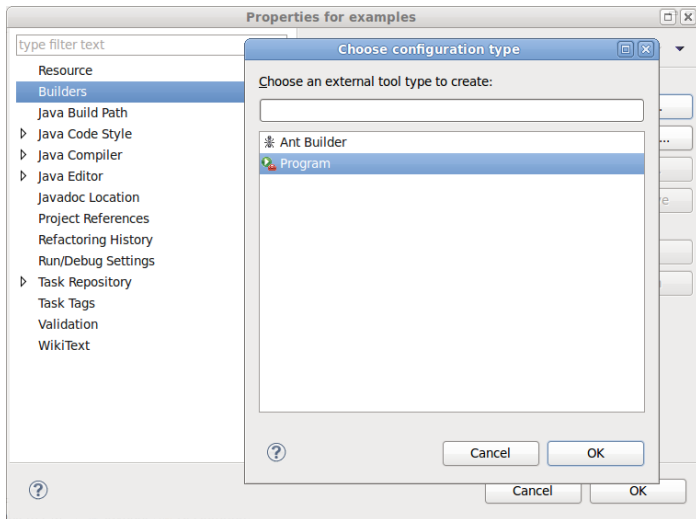 Properties for examples
type filter text
Resource
Builders
Java Build Path
Java Code Style
Java Compiler
Java Editor
Javadoc Location
Project References
Refactoring History
Run/Debug Settings
Task Repository
Task Tags
Validation
WikiText
Choose configuration type
Choose an external tool type to create:
Ant Builder
Program
Cancel
OK
Cancel
OK